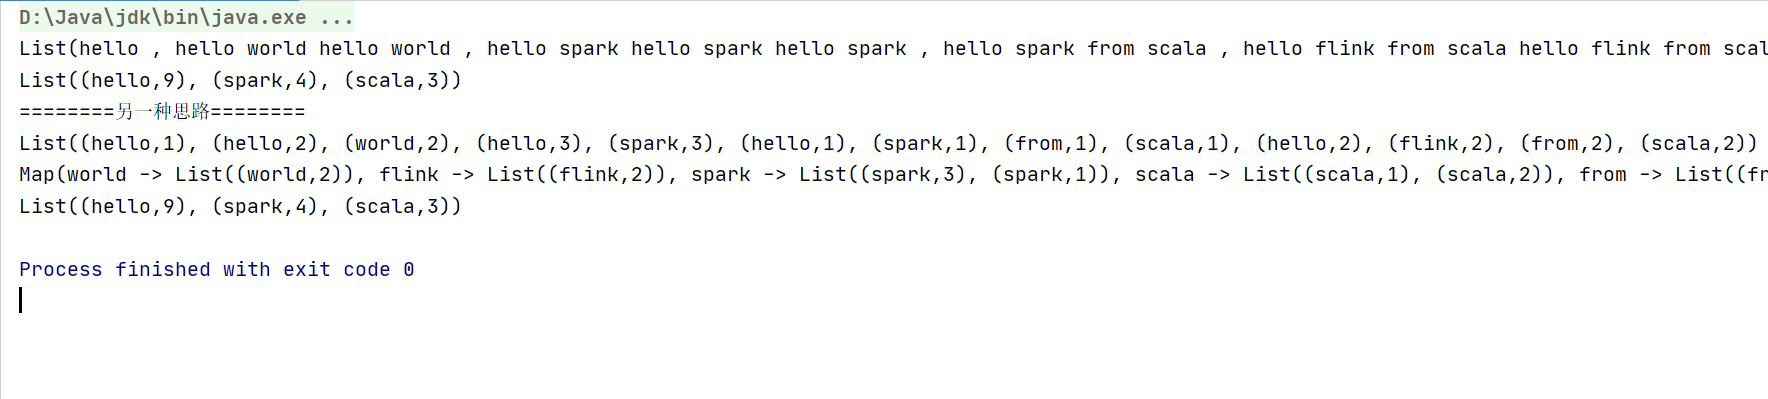 D:\Java\jdk\bin\java.exe ...
List(hello , hello world hello world , hello spark hello spark hello spark , hello spark from scala , hello flink from scala hello flink from scal
List((hello,9), (spark,4), (scala,3))
========另一种思路========
List((hello,1), (hello,2), (world,2), (hello,3), (spark,3), (hello,1), (spark,1), (from,1), (scala,1), (hello,2), (flink,2), (from,2), (scala,2))
Map(world -> List((world,2)), flink -> List((flink,2)), spark -> List((spark,3), (spark,1)), scala -> List((scala,1), (scala,2)), from -> List((fr
List((hello,9), (spark,4), (scala,3))
Process finished with exit code 0